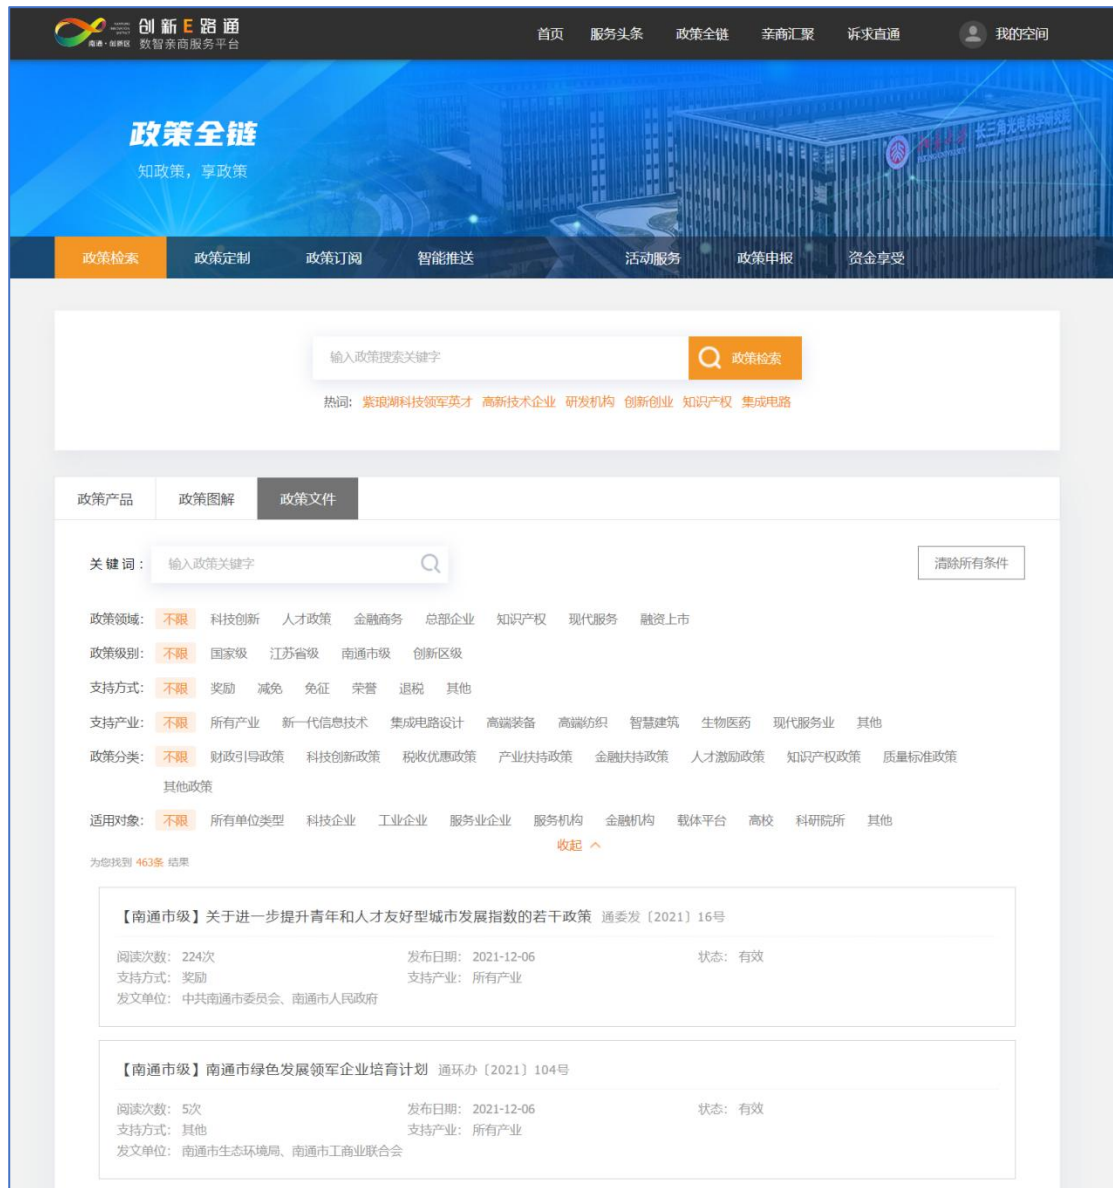 创新E路通
南通·创新区 数智亲商服务平台
首页 服务头条 政策全链 亲商汇聚 诉求直通 我的空间
政策全链
知政策，享政策
长三角光电科学研究院
政策检索 政策定制 政策订阅 智能推送 活动服务 政策申报 资金享受
输入政策搜索关键字 政策检索
热词: 紫琅湖科技领军英才 高新技术企业 研发机构 创新创业 知识产权 集成电路
政策产品 政策图解 政策文件
关键词： 输入政策关键字 清除所有条件
政策领域: 不限 科技创新 人才政策 金融商务 总部企业 知识产权 现代服务 融资上市
政策级别: 不限 国家级 江苏省级 南通市级 创新区级
支持方式: 不限 奖励 减免 免征 荣誉 退税 其他
支持产业: 不限 所有产业 新一代信息技术 集成电路设计 高端装备 高端纺织 智慧建筑 生物医药 现代服务业 其他
政策分类: 不限 财政引导政策 科技创新政策 税收优惠政策 产业扶持政策 金融扶持政策 人才激励政策 知识产权政策 质量标准政策
其他政策
适用对象: 不限 所有单位类型 科技企业 工业企业 服务业企业 服务机构 金融机构 载体平台 高校 科研院所 其他
收起
为您找到 463条 结果
【南通市级】关于进一步提升青年和人才友好型城市发展指数的若干政策 通委发〔2021〕16号
阅读次数: 224次 发布日期: 2021-12-06 状态: 有效
支持方式: 奖励 支持产业: 所有产业
发文单位: 中共南通市委员会、南通市人民政府
【南通市级】南通市绿色发展领军企业培育计划 通环办〔2021〕104号
阅读次数: 5次 发布日期: 2021-12-06 状态: 有效
支持方式: 其他 支持产业: 所有产业
发文单位: 南通市生态环境局、南通市工商业联合会